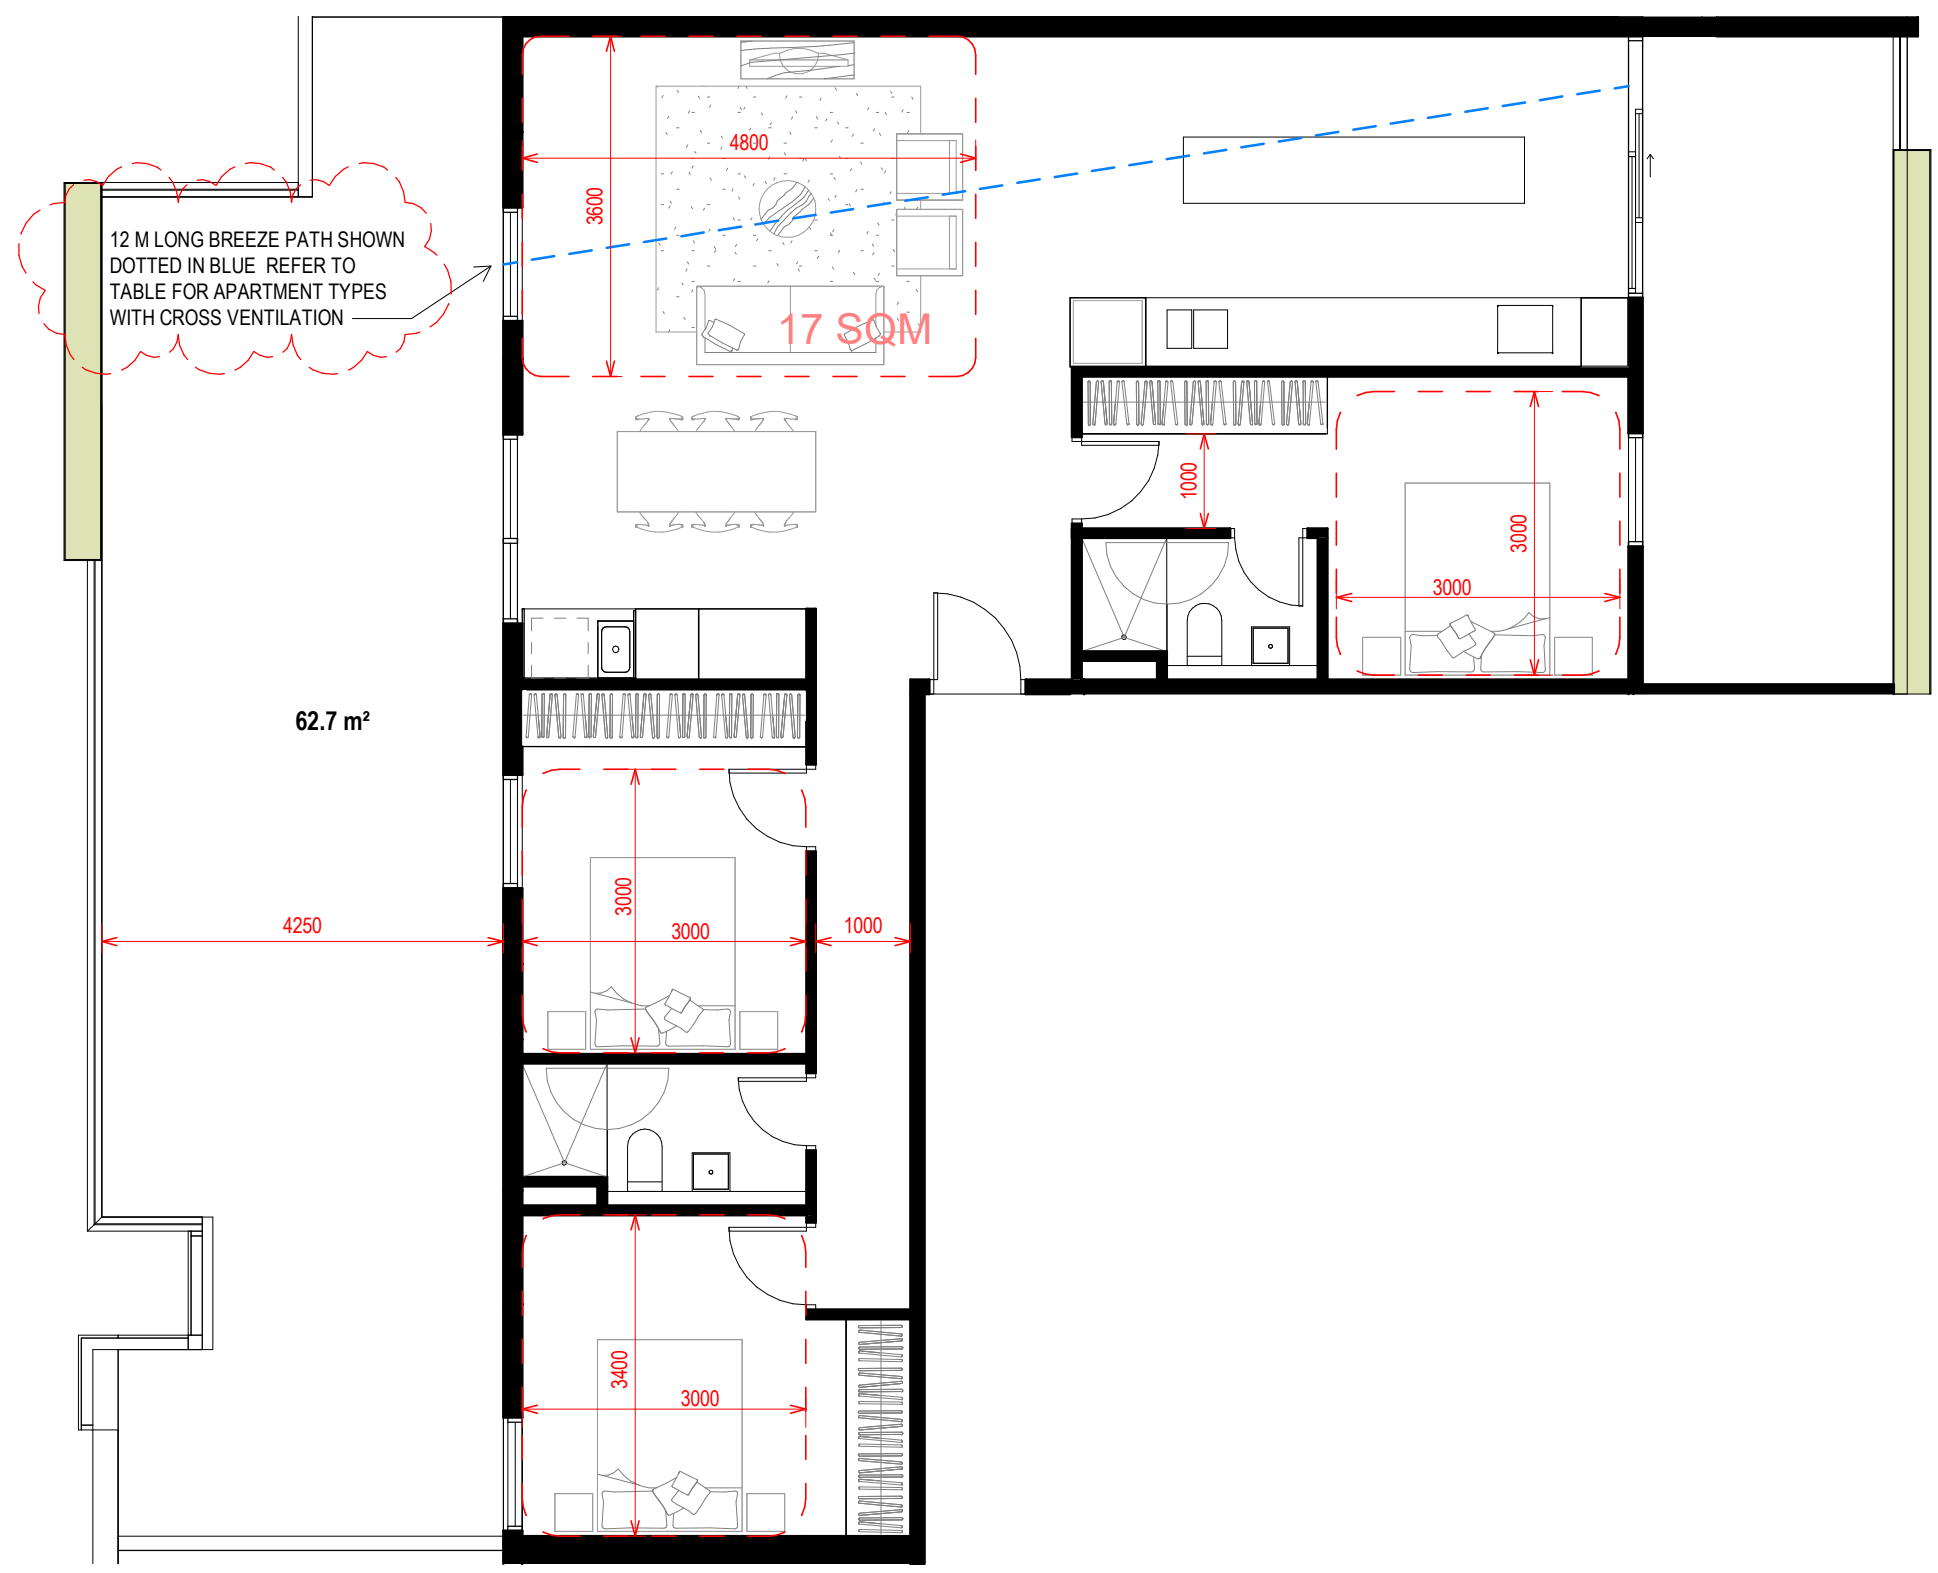 4800
3600
12 M LONG BREEZE PATH SHOWN
DOTTED IN BLUE  REFER TO
TABLE FOR APARTMENT TYPES
WITH CROSS VENTILATION
17 SQM
1000
3000
3000
62.7 m²
3000
3000
4250
1000
3400
3000